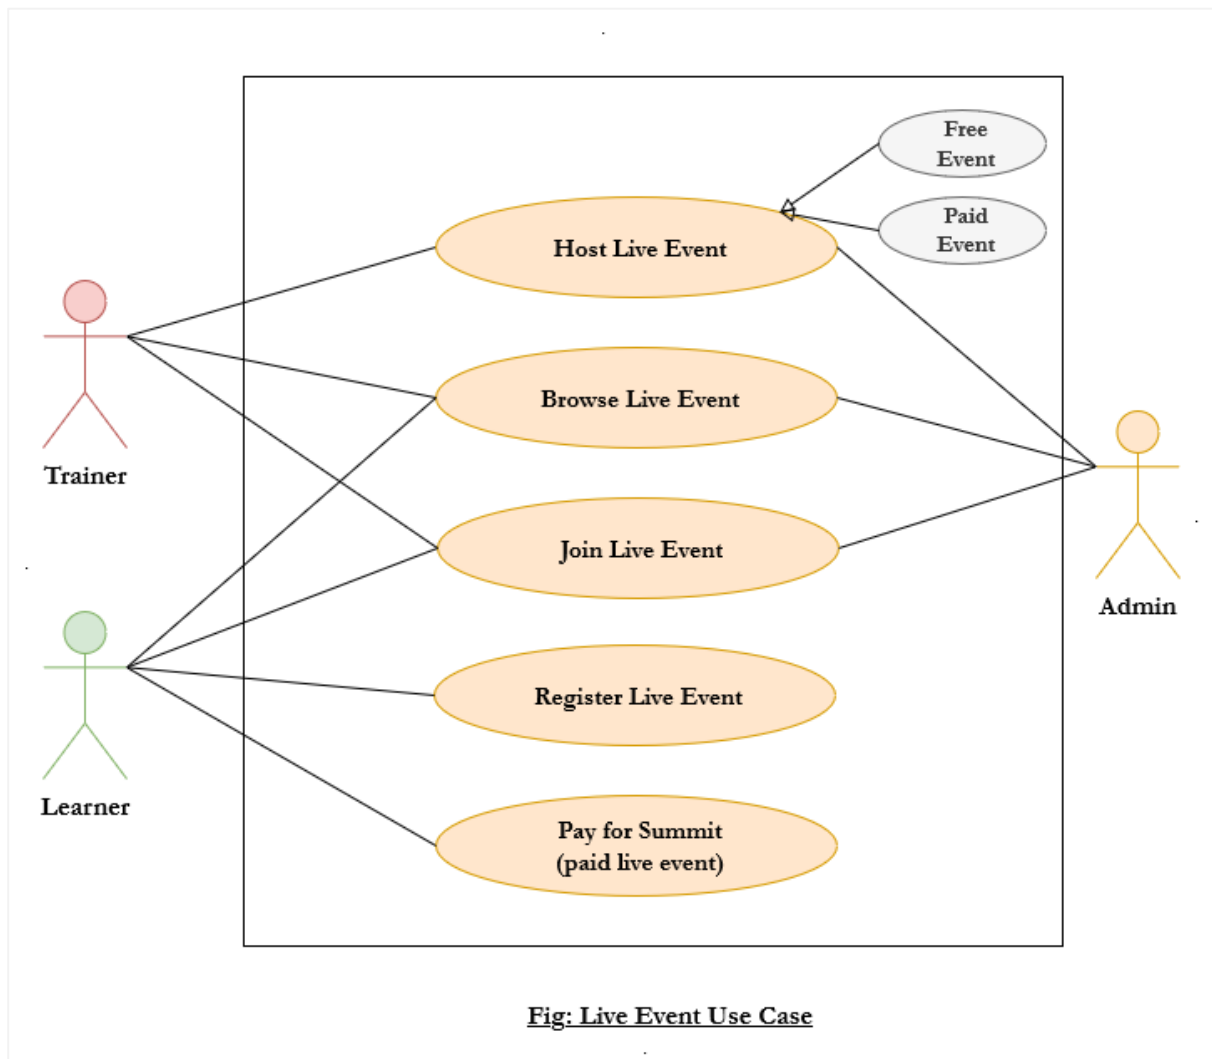 Free
Event
Paid
Event
Host Live Event
Browse Live Event
Trainer
Join Live Event
Admin
Register Live Event
Learner
Pay for Summit
(paid live event)
Fig: Live Event Use Case